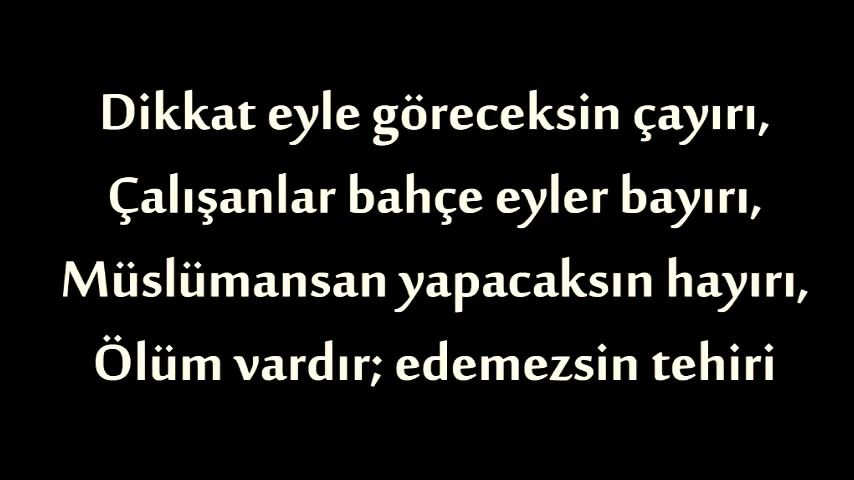 Dikkat eyle göreceksin çayırı,
Çalışanlar bahçe eyler bayırı,
Müslümansan yapacaksın hayırı,
Ölüm vardır; edemezsin tehiri